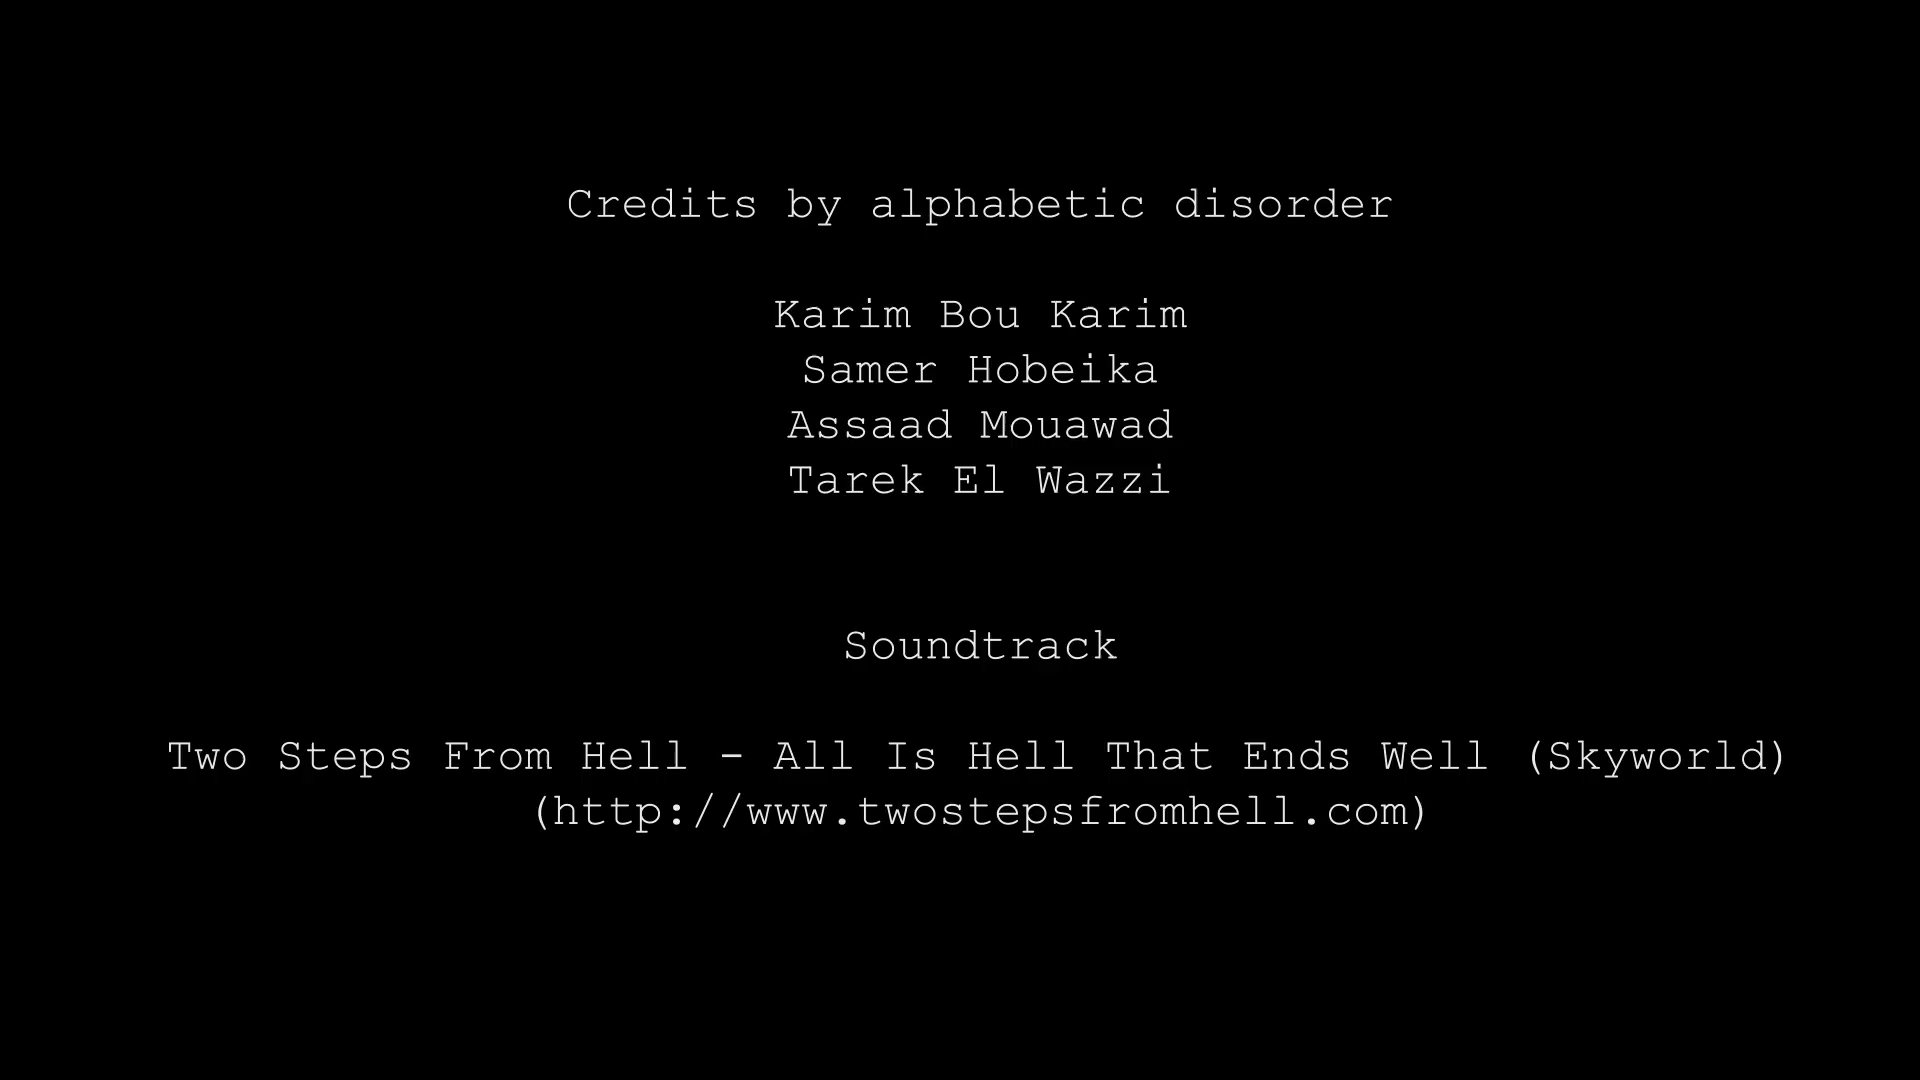 Credits by alphabetic disorder
Karim Bou Karim
Samer Hobeika
Assaad Mouawad
Tarek El Wazzi
Soundtrack
Two Steps From Hell - All Is Hell That Ends Well (Skyworld)
(http://www.twostepsfromhell.com)